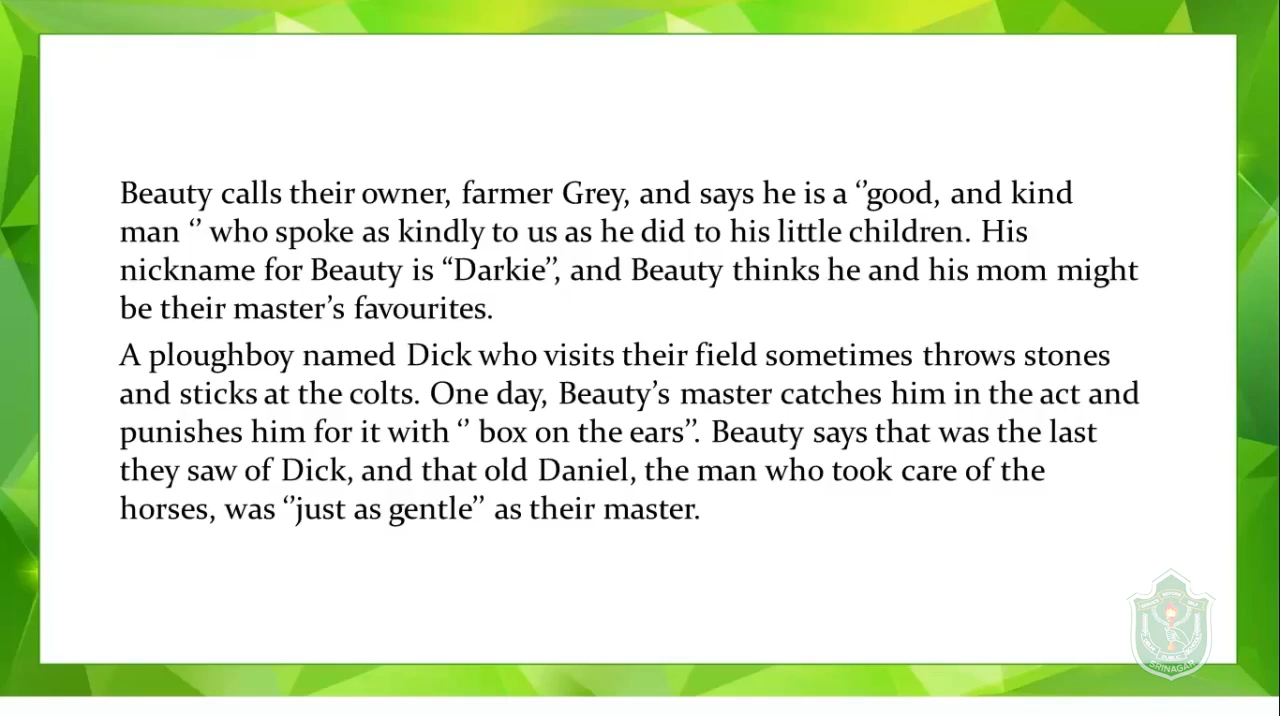 Beauty calls their owner, farmer Grey, and says he is a ‘’good, and kind
man ‘’ who spoke as kindly to us as he did to his little children. His
nickname for Beauty is “Darkie”, and Beauty thinks he and his mom might
be their master’s favourites.
A ploughboy named Dick who visits their field sometimes throws stones
and sticks at the colts. One day, Beauty’s master catches him in the act and
punishes him for it with ‘’ box on the ears”. Beauty says that was the last
they saw of Dick, and that old Daniel, the man who took care of the
horses, was ‘’just as gentle’’ as their master.
SRINAGAR